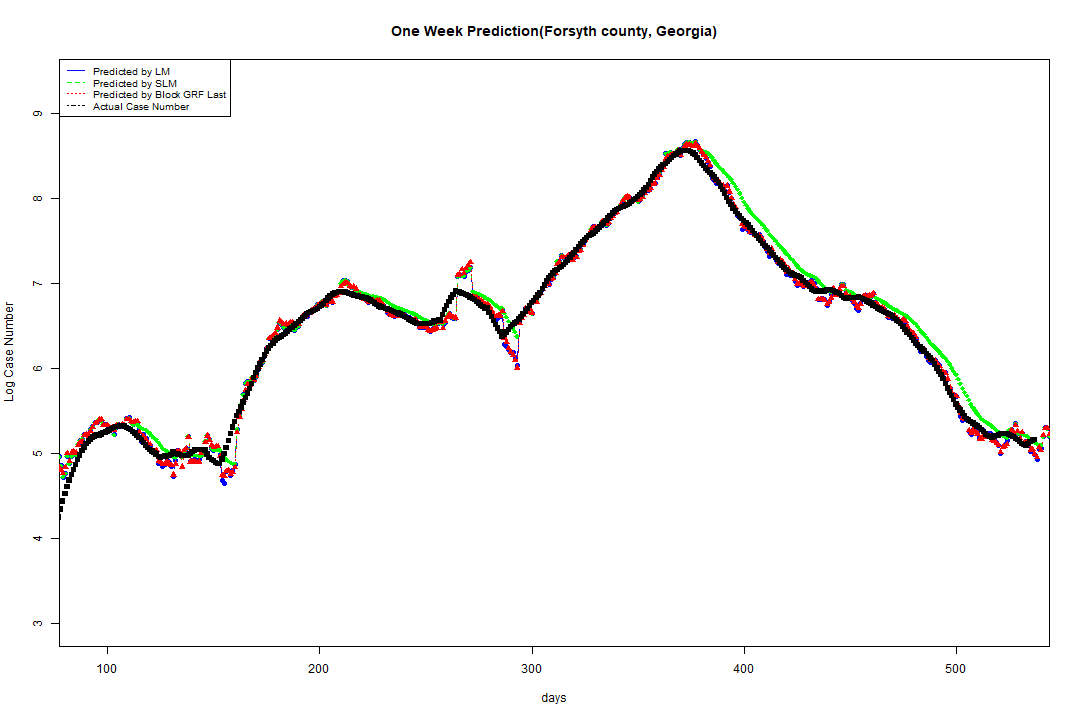 One Week Prediction(Forsyth county, Georgia)
Predicted by LM
Predicted by SLM
Predicted by Block GRF Last
Actual Case Number
9
8
7
6
5
4
3
Log Case Number
100 200 300 400 500
days